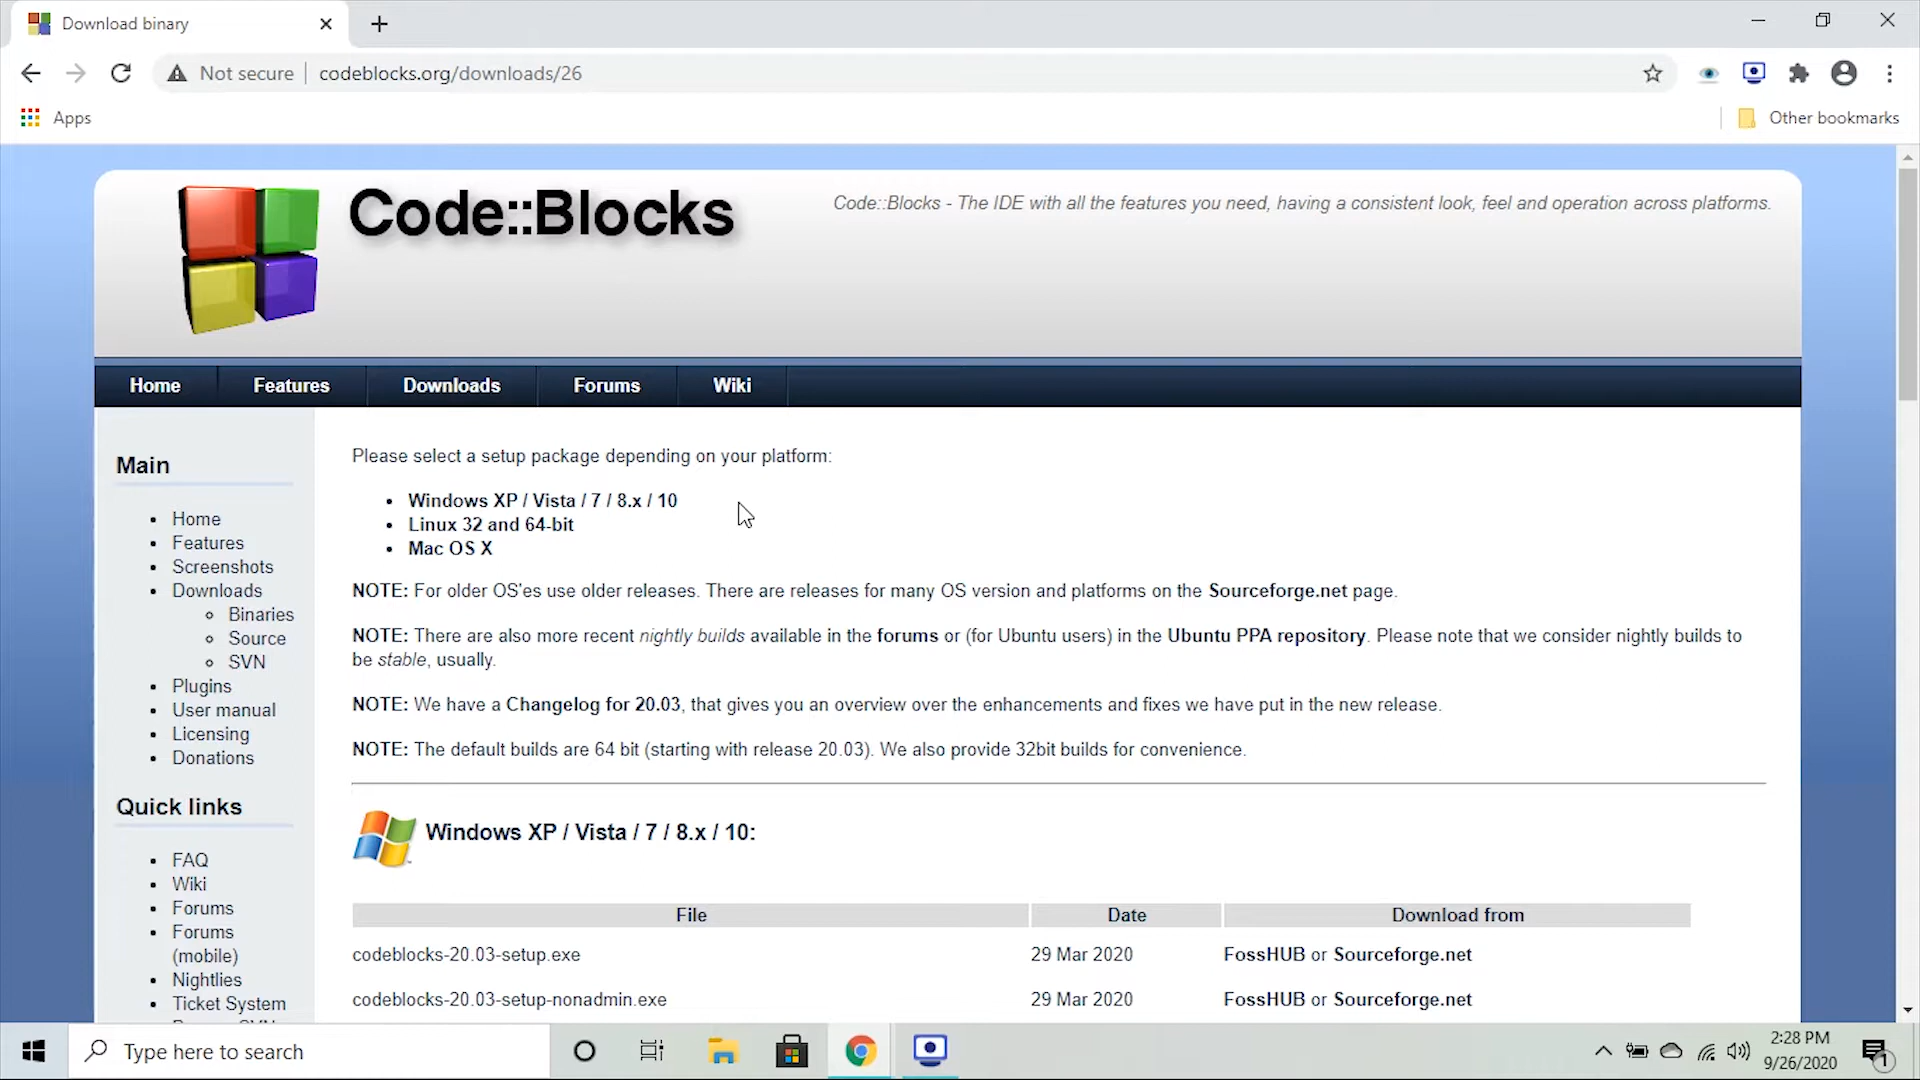 Download binary
Not secure codeblocks.org/downloads/26
Apps
Other bookmarks
Code::Blocks
Code::Blocks - The IDE with all the features you need, having a consistent look, feel and operation across platforms.
Home Features Downloads Forums Wiki
Main
Home
Features
Screenshots
Downloads
Binaries
Source
SVN
Plugins
User manual
Licensing
Donations
Quick links
FAQ
Wiki
Forums
Forums
(mobile)
Nightlies
Ticket System
Please select a setup package depending on your platform:
Windows XP / Vista / 7 / 8.x / 10
Linux 32 and 64-bit
Mac OS X
NOTE: For older OS'es use older releases. There are releases for many OS version and platforms on the Sourceforge.net page.
NOTE: There are also more recent nightly builds available in the forums or (for Ubuntu users) in the Ubuntu PPA repository. Please note that we consider nightly builds to
be stable, usually.
NOTE: We have a Changelog for 20.03, that gives you an overview over the enhancements and fixes we have put in the new release.
NOTE: The default builds are 64 bit (starting with release 20.03). We also provide 32bit builds for convenience.
Windows XP / Vista / 7 / 8.x / 10:
File Date Download from
codeblocks-20.03-setup.exe 29 Mar 2020 FossHUB or Sourceforge.net
codeblocks-20.03-setup-nonadmin.exe 29 Mar 2020 FossHUB or Sourceforge.net
Type here to search
2:28 PM
9/26/2020
1